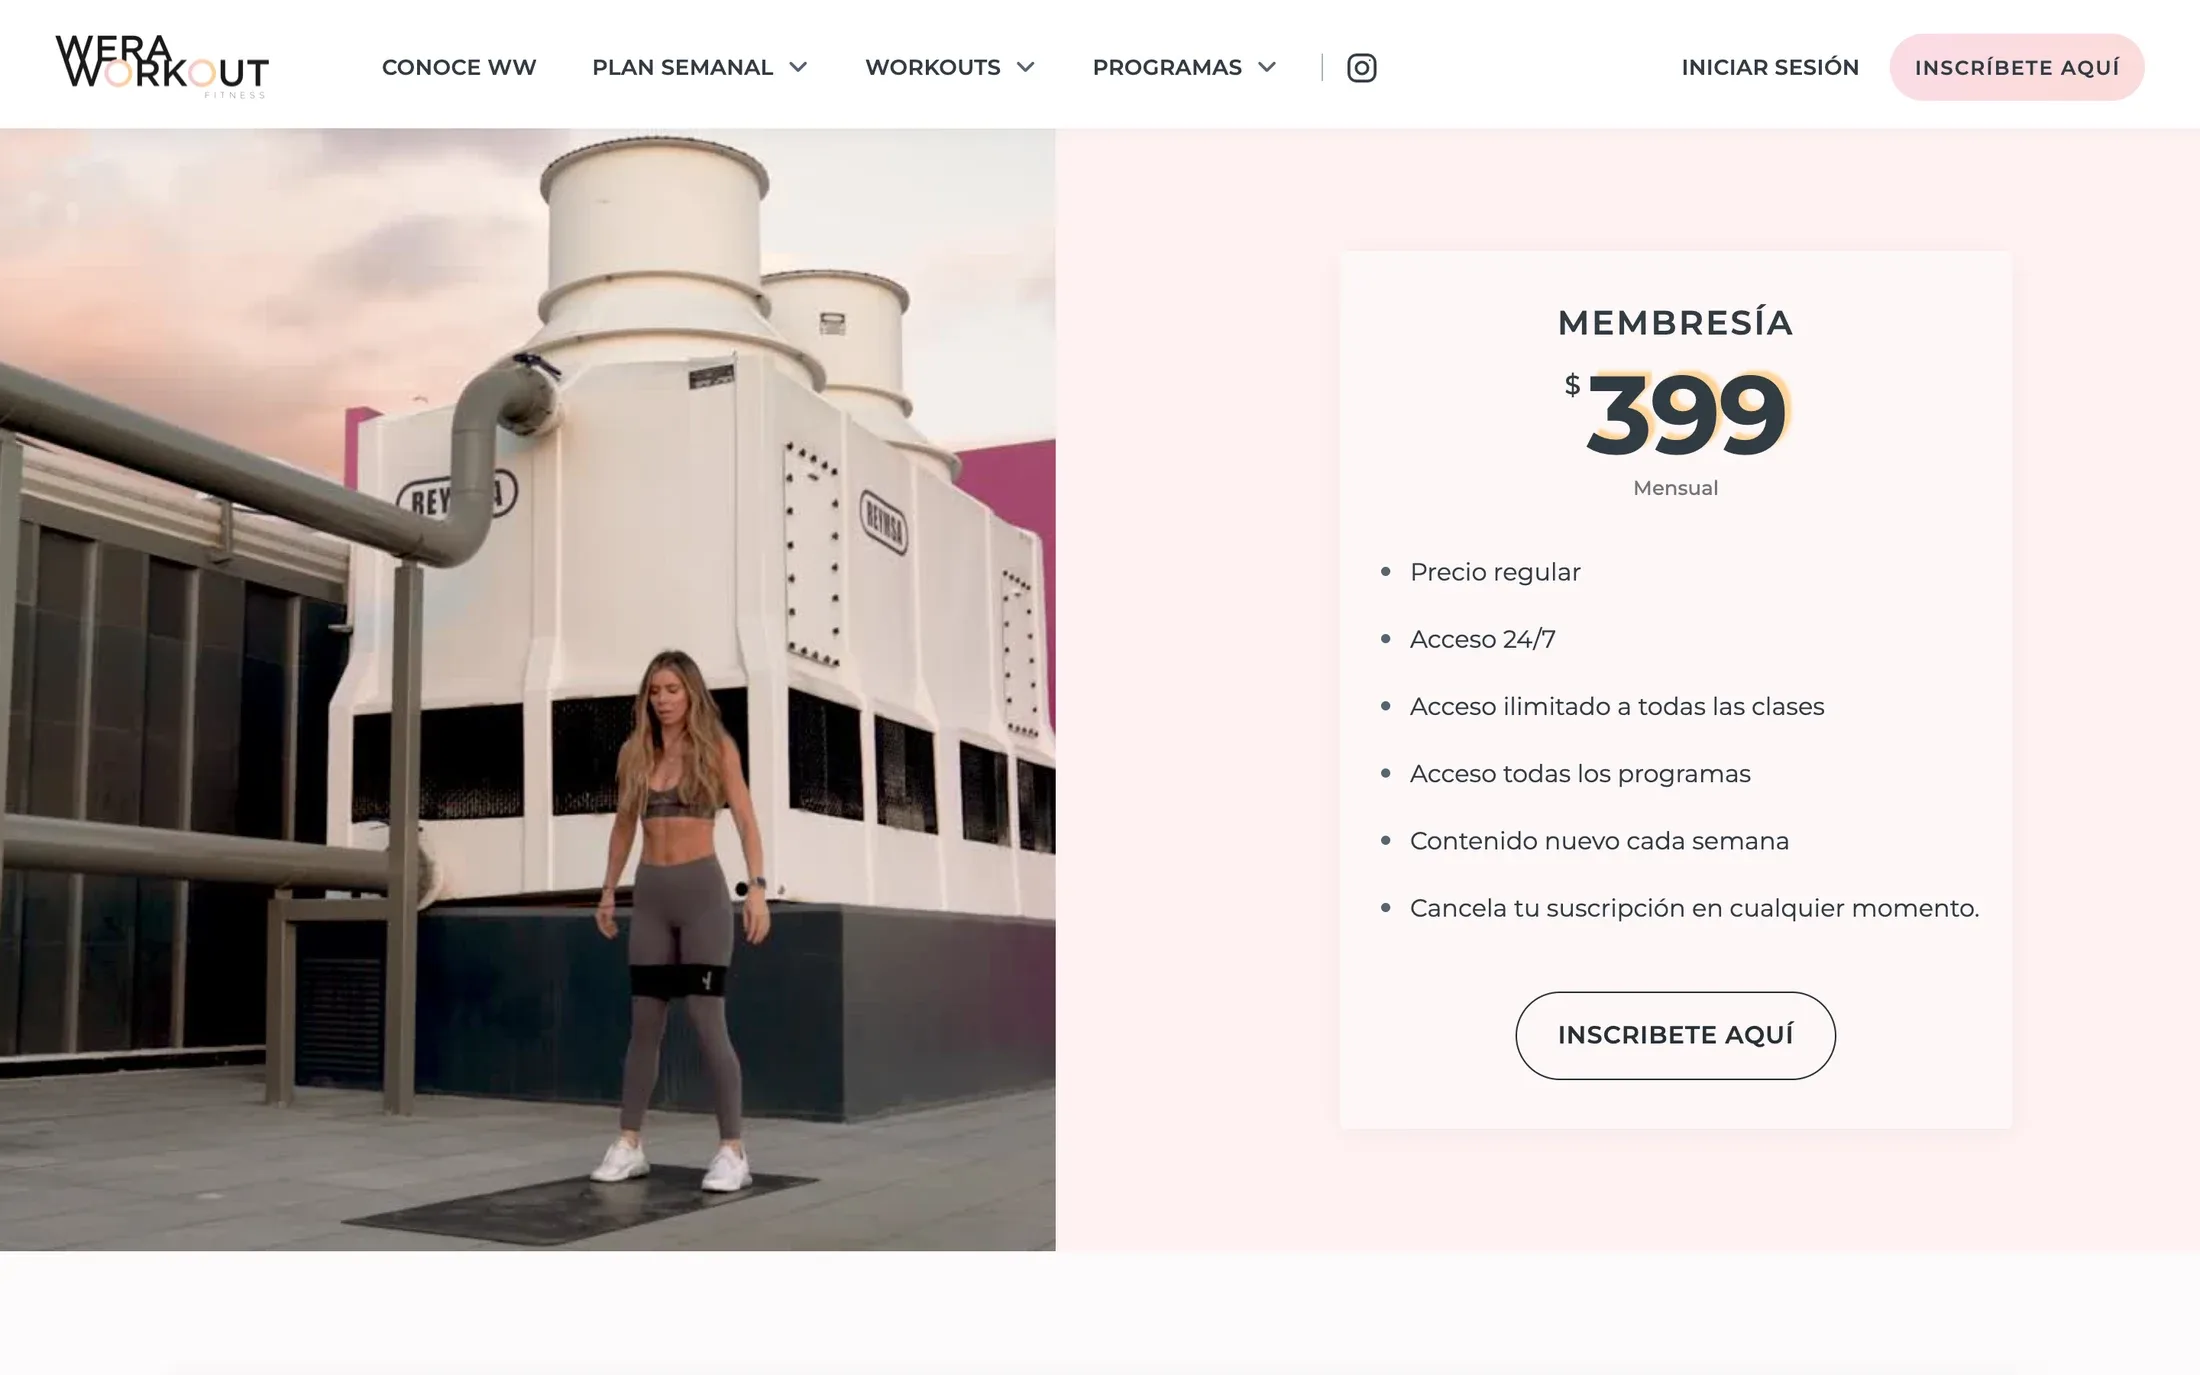 WERA
WORKOUT
FITNESS
CONOCE WW
PLAN SEMANAL
WORKOUTS
PROGRAMAS
INICIAR SESIÓN
INSCRÍBETE AQUÍ
REYMSA
MEMBRESÍA
$399
Mensual
Precio regular
Acceso 24/7
Acceso ilimitado a todas las clases
Acceso todas los programas
Contenido nuevo cada semana
Cancela tu suscripción en cualquier momento.
INSCRIBETE AQUÍ